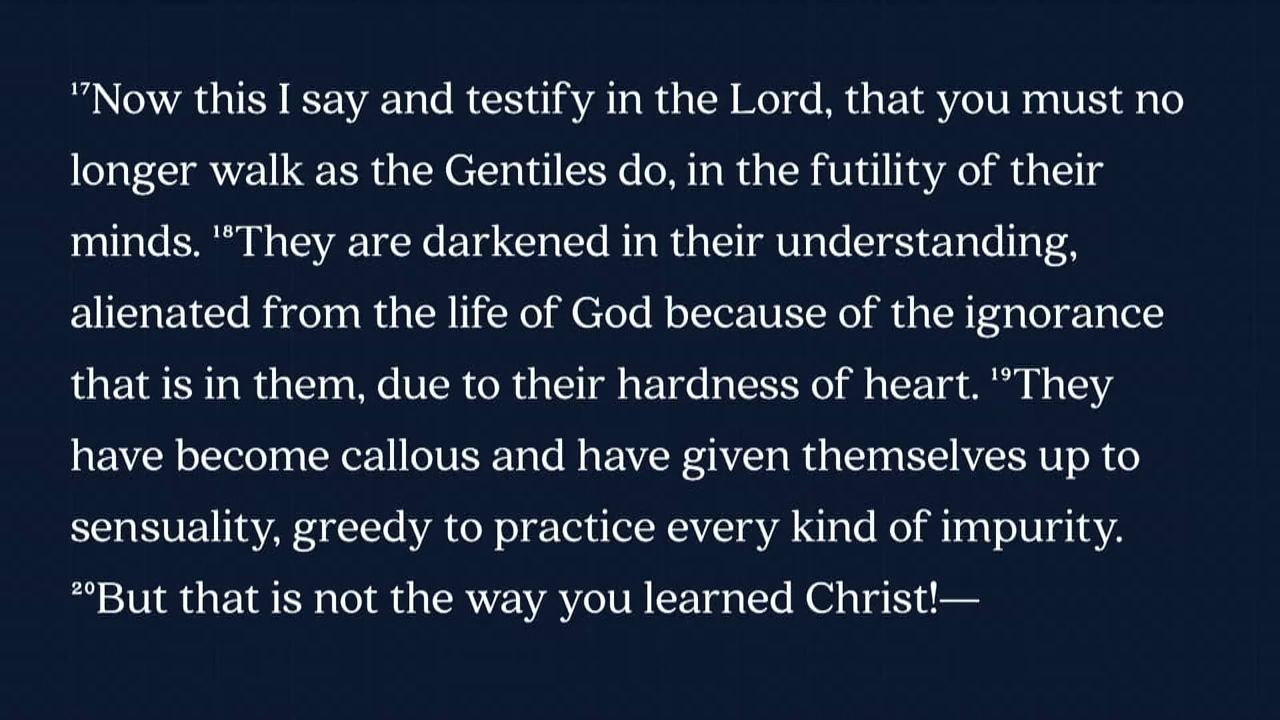 ¹⁷Now this I say and testify in the Lord, that you must no
longer walk as the Gentiles do, in the futility of their
minds. ¹⁸They are darkened in their understanding,
alienated from the life of God because of the ignorance
that is in them, due to their hardness of heart. ¹⁹They
have become callous and have given themselves up to
sensuality, greedy to practice every kind of impurity.
²⁰But that is not the way you learned Christ!—